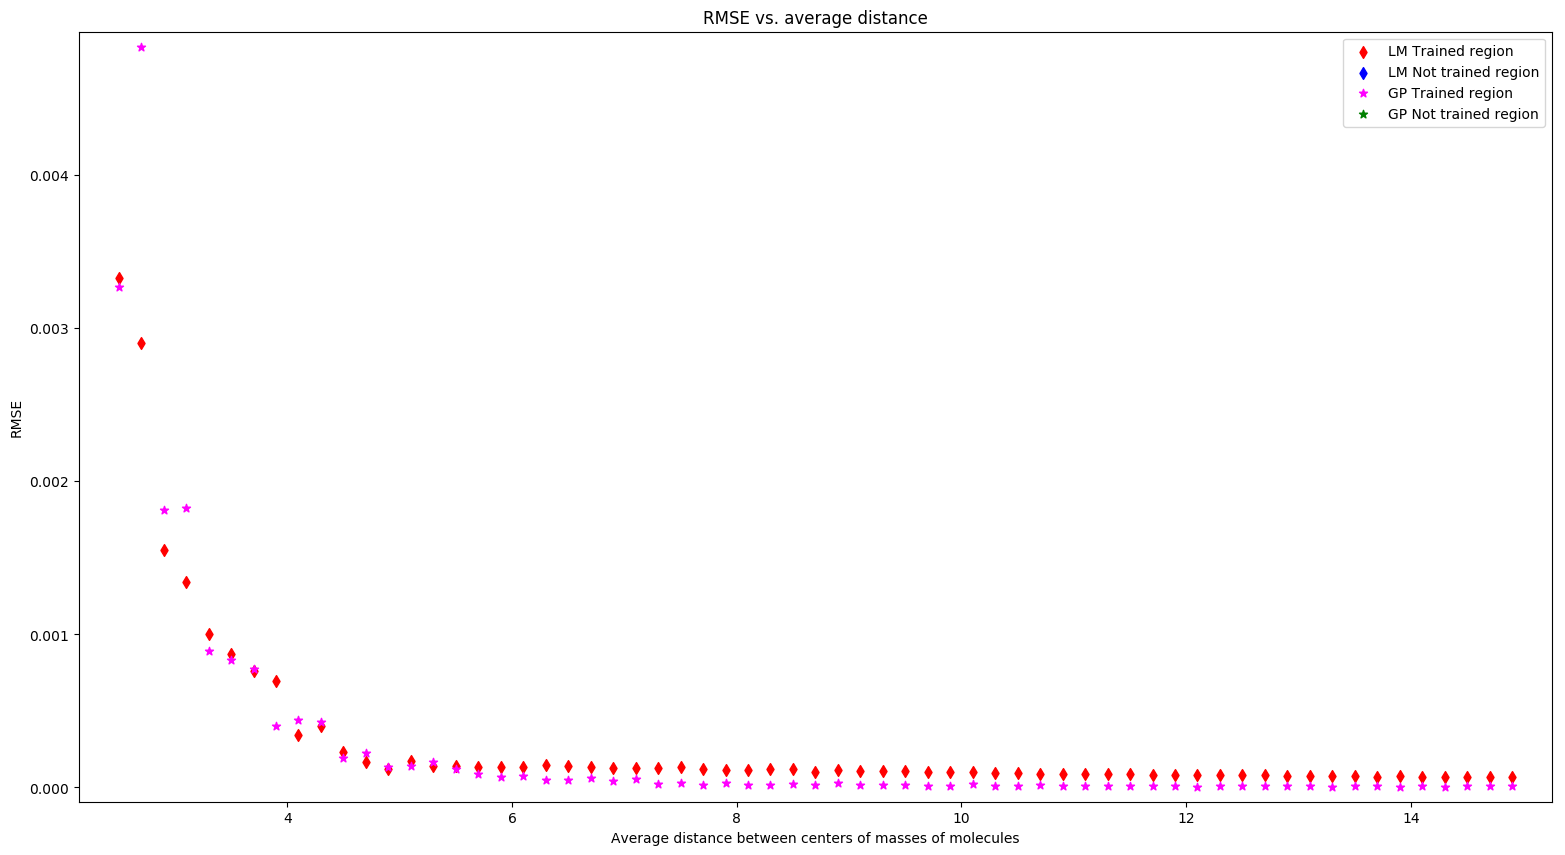 RMSE vs. average distance
LM Trained region
LM Not trained region
GP Trained region
GP Not trained region
0.004
0.003
0.002
0.001
0.000
RMSE
4 6 8 10 12 14
Average distance between centers of masses of molecules